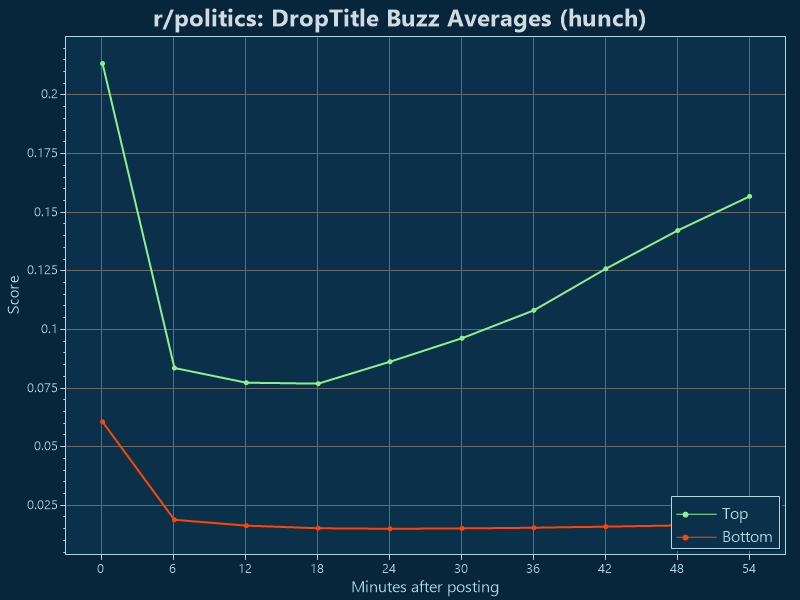 r/politics: DropTitle Buzz Averages (hunch)
Score
0.2
0.175
0.15
0.125
0.1
0.075
0.05
0.025
Top
Bottom
0 6 12 18 24 30 36 42 48 54
Minutes after posting